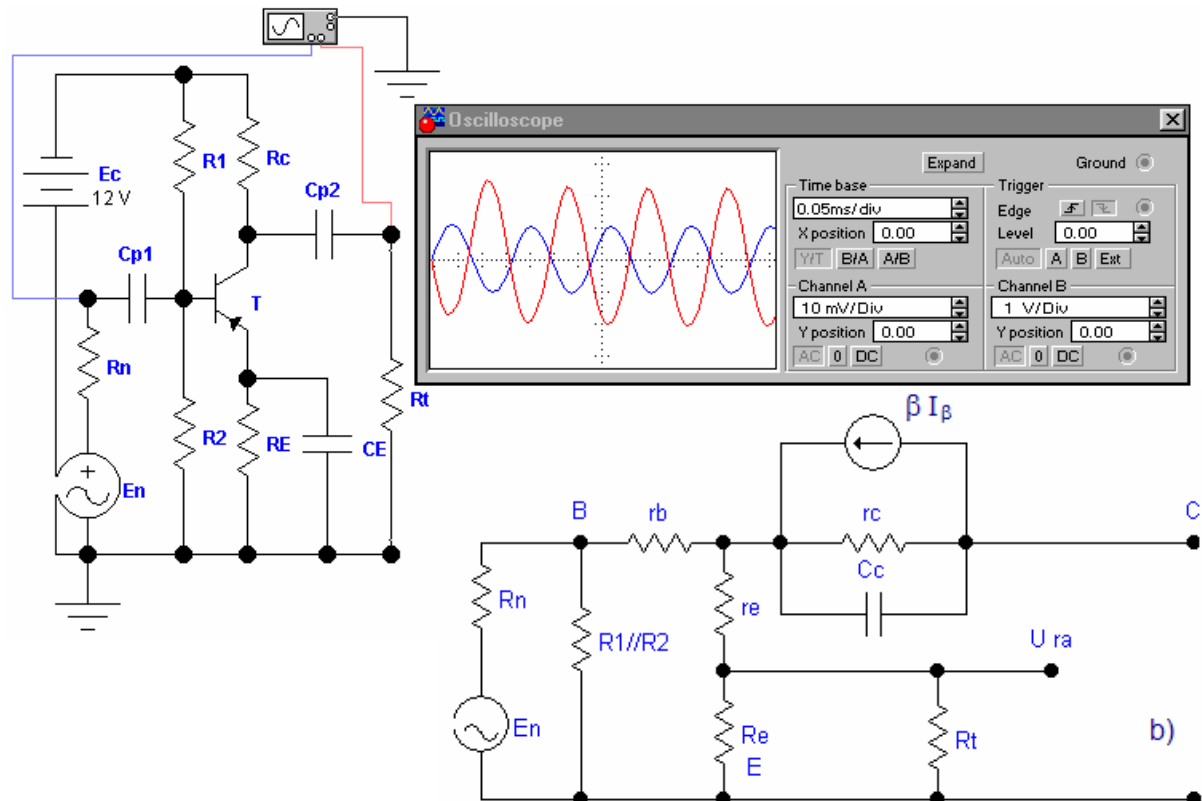 R1
Rc
Ec
12 V
Cp2
Cp1
T
Rn
Rt
R2
RE
CE
En
Oscilloscope
Expand
Ground
Time base
0.05ms/div
X position 0.00
Y/T B/A A/B
Trigger
Edge
Level 0.00
Auto A B Ext
Channel A
10 mV/Div
Y position 0.00
AC 0 DC
Channel B
1 V/Div
Y position 0.00
AC 0 DC
β I_β
B
rb
rc
C
Cc
Rn
re
R1//R2
U ra
En
Re
E
Rt
b)